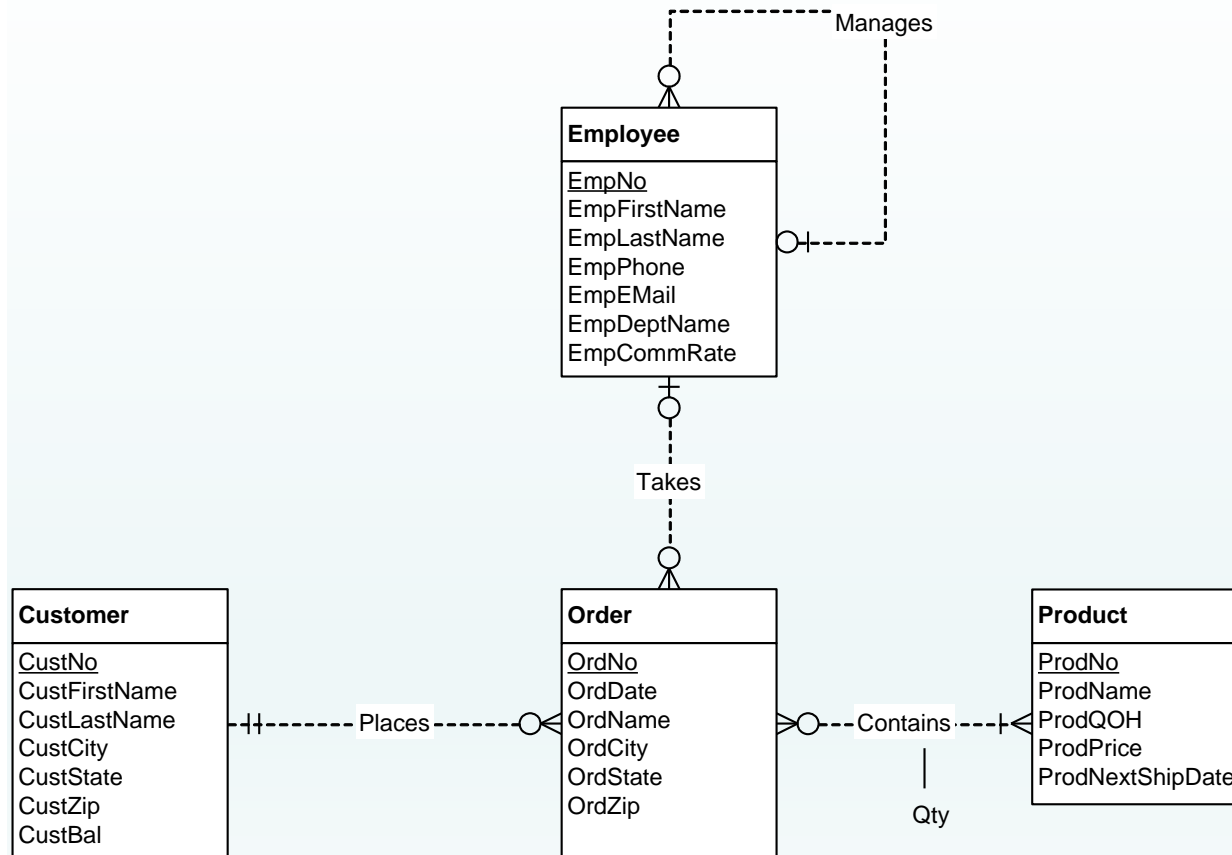 Manages
Employee
EmpNo
EmpFirstName
EmpLastName
EmpPhone
EmpEMail
EmpDeptName
EmpCommRate
Takes
Customer
CustNo
CustFirstName
CustLastName
CustCity
CustState
CustZip
CustBal
Places
Order
OrdNo
OrdDate
OrdName
OrdCity
OrdState
OrdZip
Contains
Qty
Product
ProdNo
ProdName
ProdQOH
ProdPrice
ProdNextShipDate